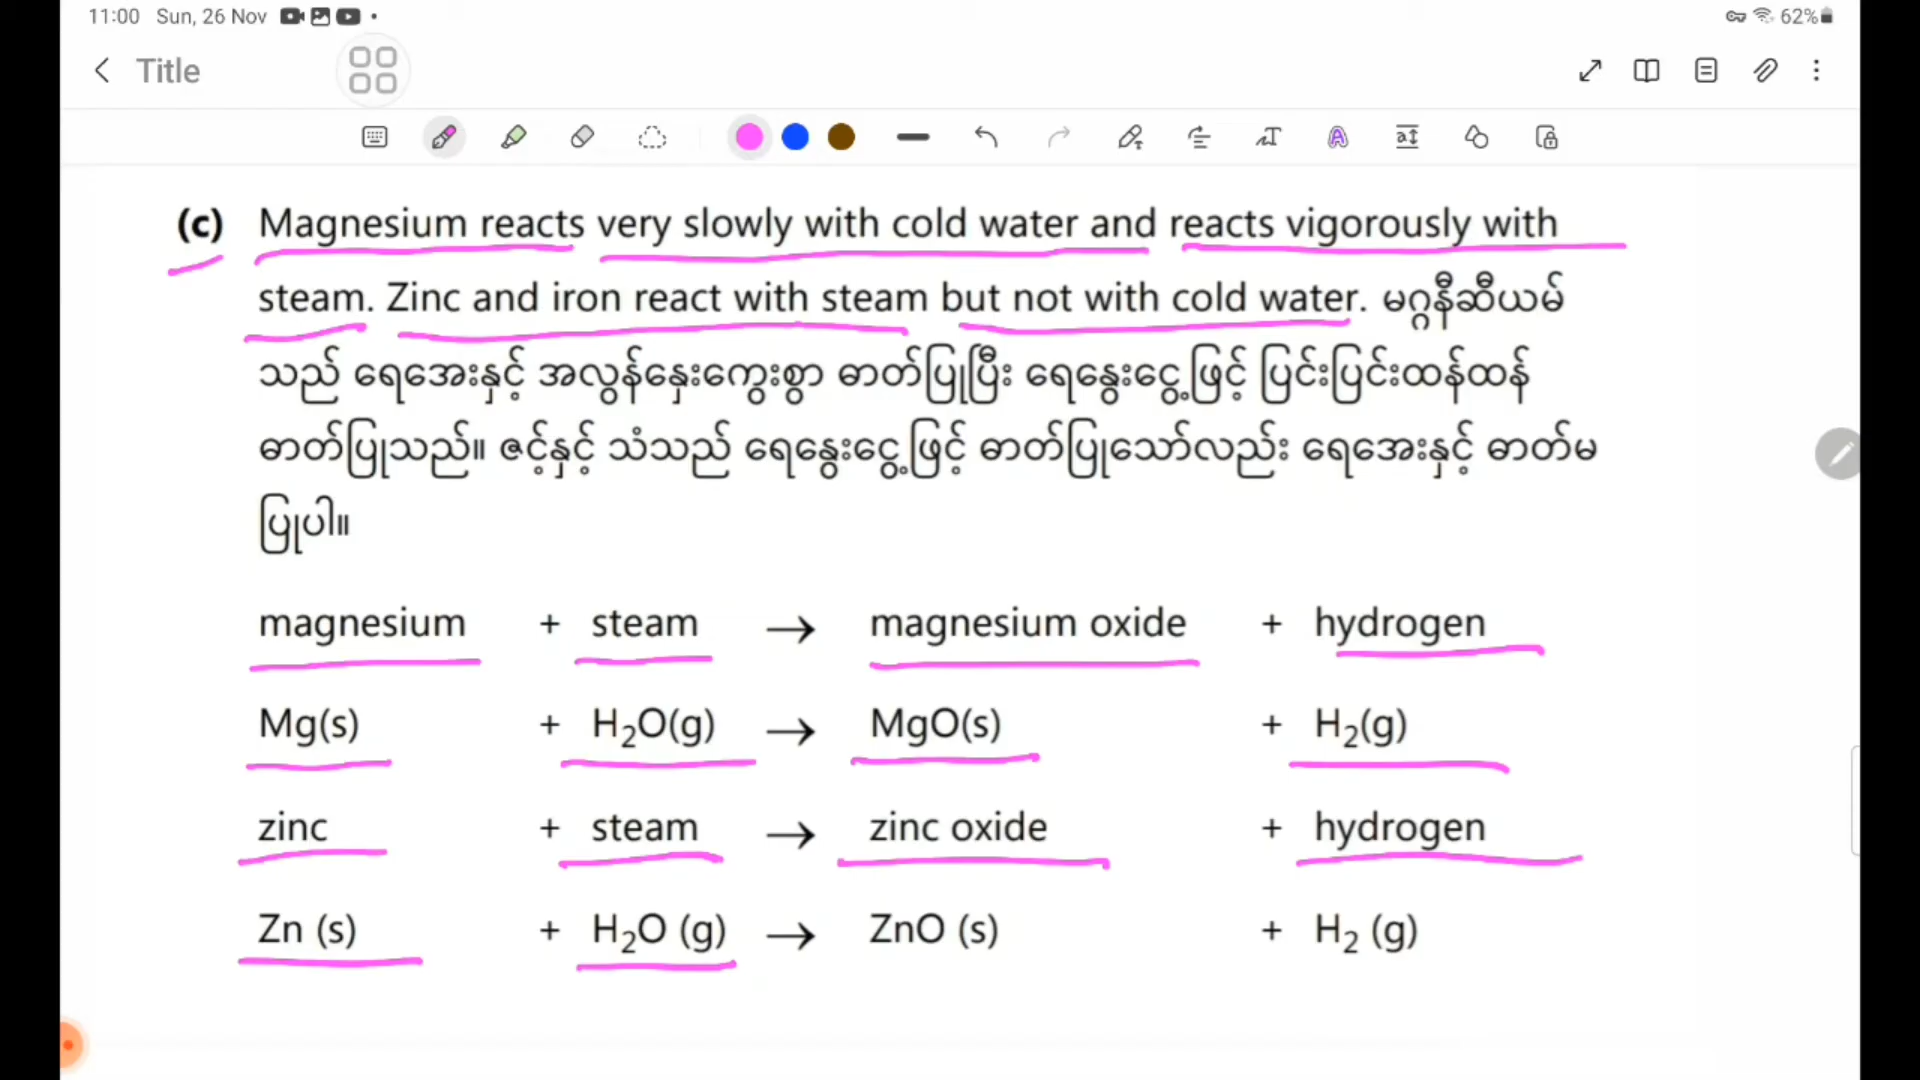 11:00 Sun, 26 Nov 62%
Title
(c) Magnesium reacts very slowly with cold water and reacts vigorously with
steam. Zinc and iron react with steam but not with cold water. မဂ္ဂနီဆီယမ်
သည် ရေအေးနှင့် အလွန်နှေးကွေးစွာ ဓာတ်ပြုပြီး ရေနွေးငွေ့ဖြင့် ပြင်းပြင်းထန်ထန်
ဓာတ်ပြုသည်။ ဇင့်နှင့် သံသည် ရေနွေးငွေ့ဖြင့် ဓာတ်ပြုသော်လည်း ရေအေးနှင့် ဓာတ်မ
ပြုပါ။
magnesium + steam → magnesium oxide + hydrogen
Mg(s) + H₂O(g) → MgO(s) + H₂(g)
zinc + steam → zinc oxide + hydrogen
Zn (s) + H₂O (g) → ZnO (s) + H₂ (g)